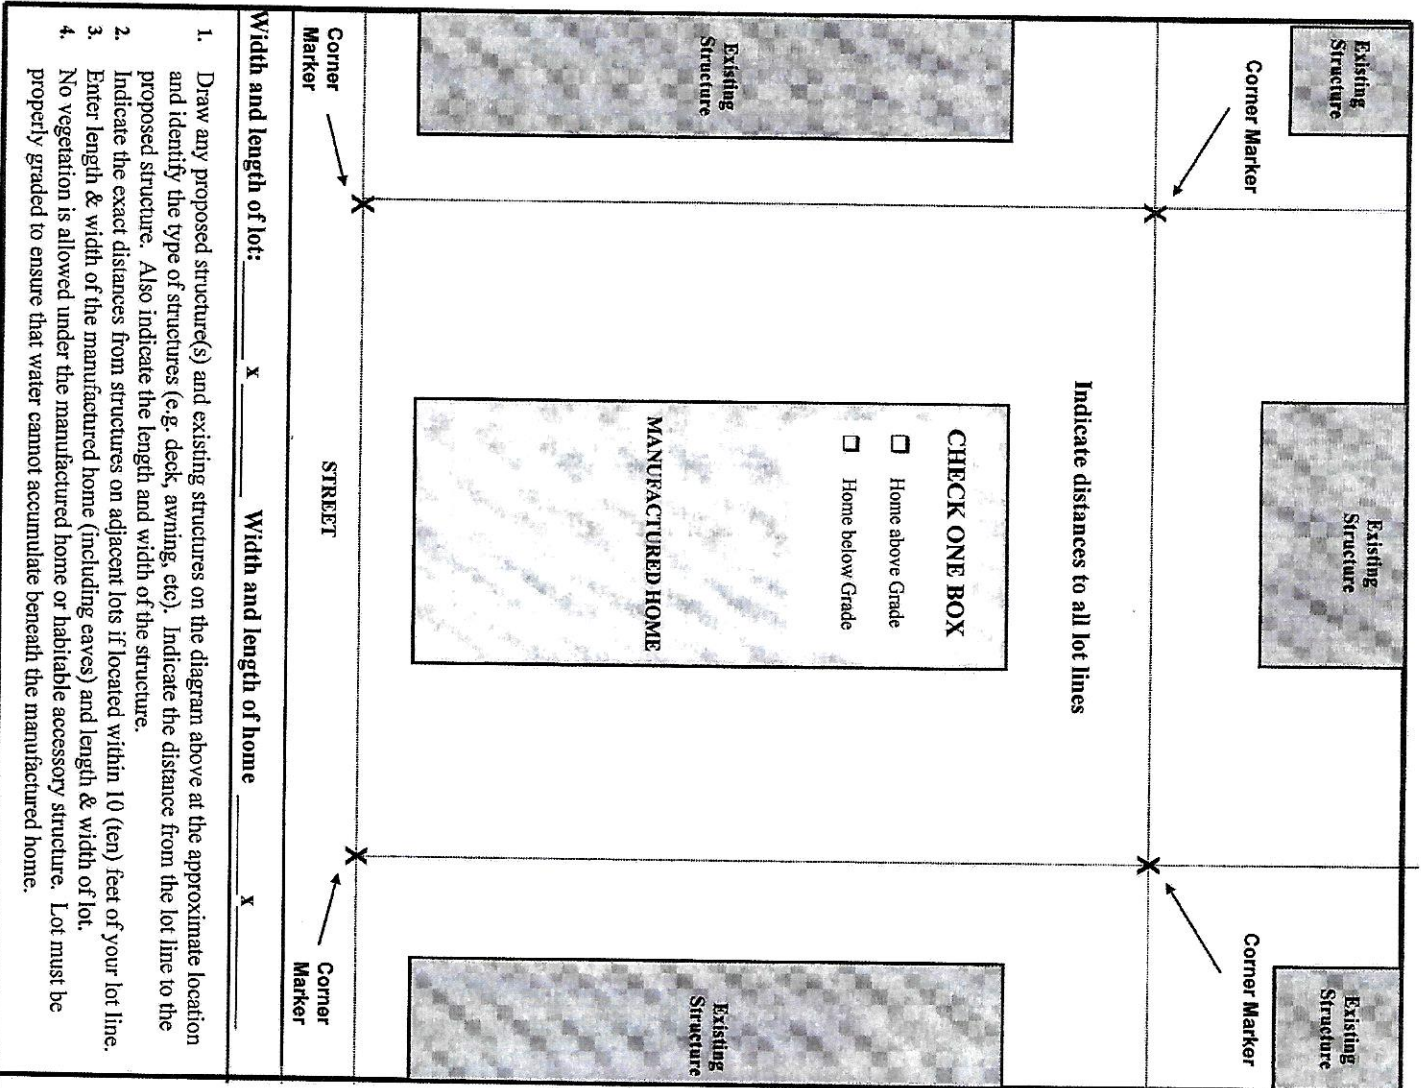 Existing
Structure
Existing
Structure
Existing
Structure
Corner Marker
Corner Marker
Indicate distances to all lot lines
CHECK ONE BOX
Home above Grade
Home below Grade
MANUFACTURED HOME
Existing
Structure
Existing
Structure
Corner
Marker
STREET
Corner
Marker
Width and length of lot: ________ x ________ Width and length of home ________ x ________
1. Draw any proposed structure(s) and existing structures on the diagram above at the approximate location
and identify the type of structures (e.g. deck, awning, etc). Indicate the distance from the lot line to the
proposed structure. Also indicate the length and width of the structure.
2. Indicate the exact distances from structures on adjacent lots if located within 10 (ten) feet of your lot line.
3. Enter length & width of the manufactured home (including eaves) and length & width of lot.
4. No vegetation is allowed under the manufactured home or habitable accessory structure. Lot must be
properly graded to ensure that water cannot accumulate beneath the manufactured home.